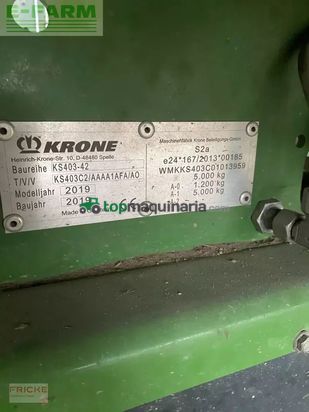 E-FARM
KRONE
Heinrich-Krone-Str. 10, D-48480 Spelle
Baureihe KS403-42
T/V/V KS403C2/AAAA1AFA/AO
Modelljahr 2019
Baujahr
Made
Maschinenfabrik Krone Beteiligungs-GmbH
S2a
e24*167/2013*00185
WMKKS403C01013959
5.000 kg
A-0 1.200 kg
A-1 5.000 kg
topmaquinaria
FRICKE